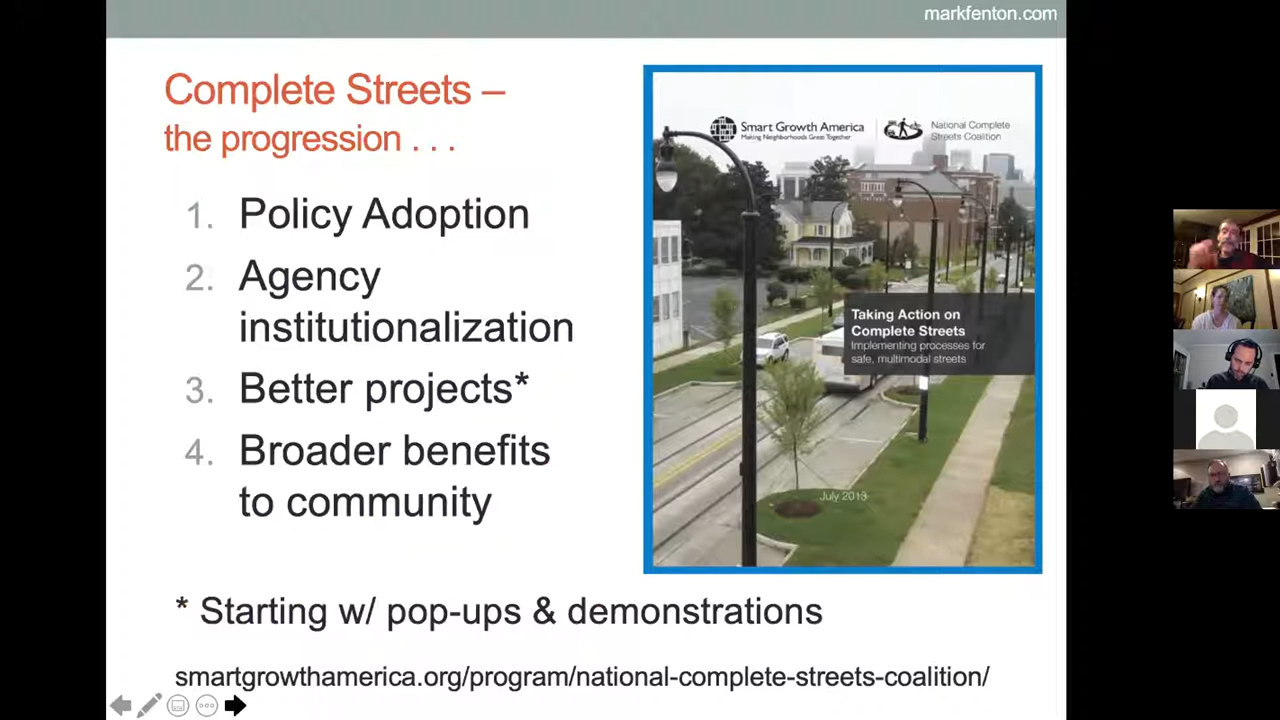 markfenton.com
Complete Streets –
the progression . . .
1. Policy Adoption
2. Agency
institutionalization
3. Better projects*
4. Broader benefits
to community
Smart Growth America
Making Neighborhoods Great Together
National Complete
Streets Coalition
Taking Action on
Complete Streets
Implementing processes for
safe, multimodal streets
July 2013
* Starting w/ pop-ups & demonstrations
smartgrowthamerica.org/program/national-complete-streets-coalition/